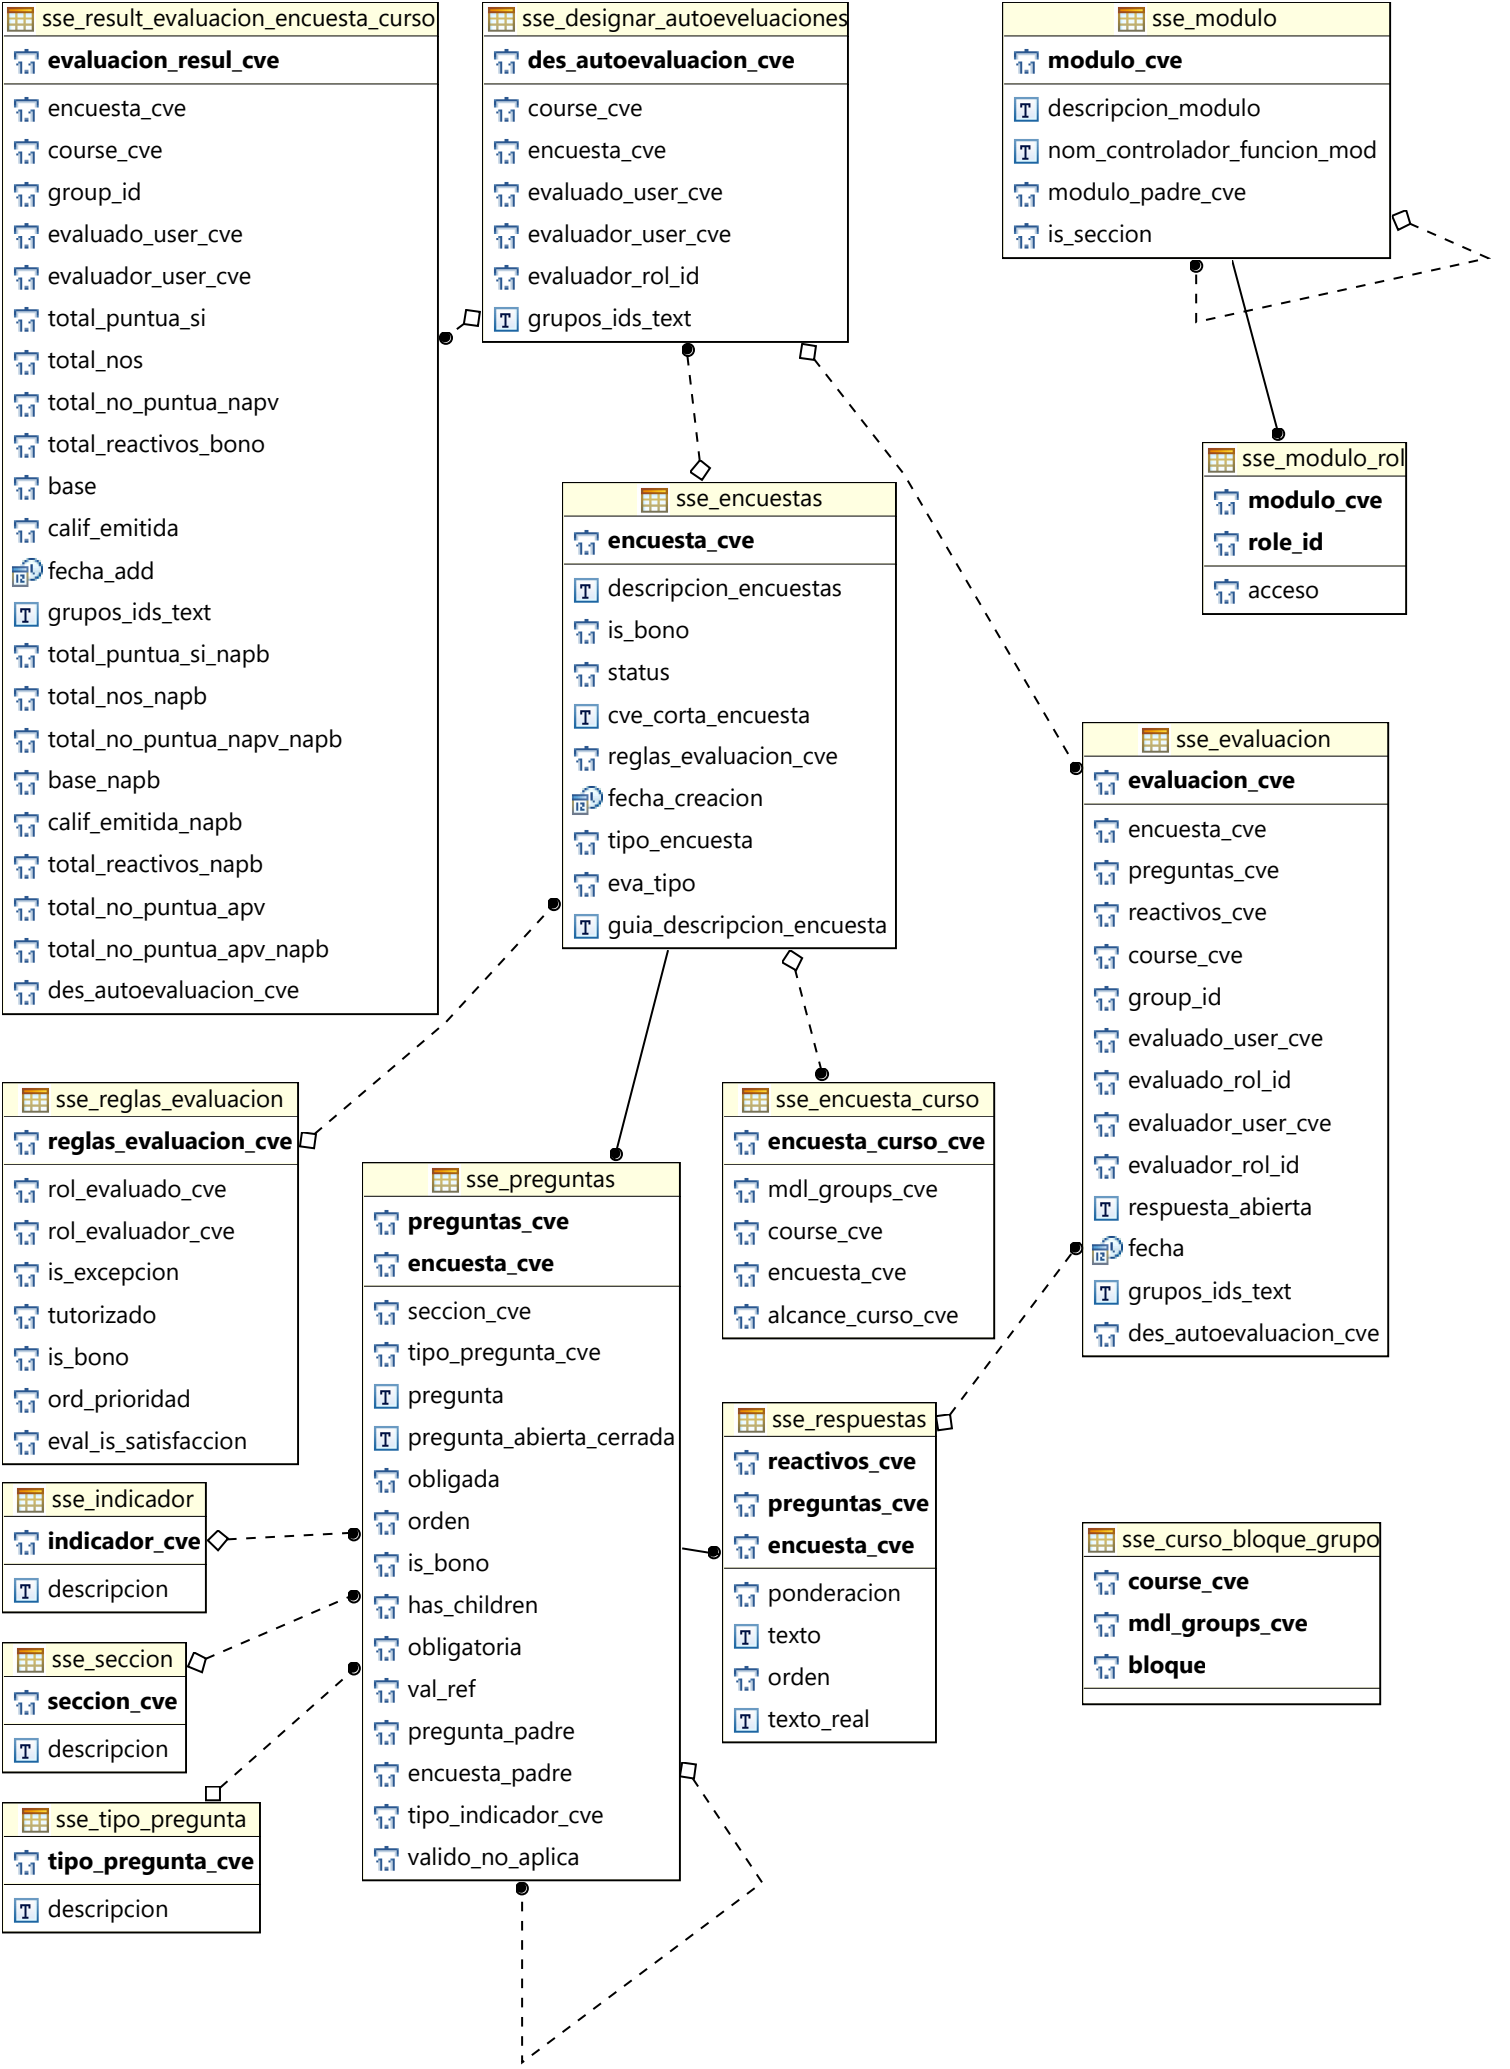 sse_result_evaluacion_encuesta_curso
evaluacion_resul_cve
encuesta_cve
course_cve
group_id
evaluado_user_cve
evaluador_user_cve
total_puntua_si
total_nos
total_no_puntua_napv
total_reactivos_bono
base
calif_emitida
fecha_add
grupos_ids_text
total_puntua_si_napb
total_nos_napb
total_no_puntua_napv_napb
base_napb
calif_emitida_napb
total_reactivos_napb
total_no_puntua_apv
total_no_puntua_apv_napb
des_autoevaluacion_cve
sse_designar_autoeveluaciones
des_autoevaluacion_cve
course_cve
encuesta_cve
evaluado_user_cve
evaluador_user_cve
evaluador_rol_id
grupos_ids_text
sse_modulo
modulo_cve
descripcion_modulo
nom_controlador_funcion_mod
modulo_padre_cve
is_seccion
sse_modulo_rol
modulo_cve
role_id
acceso
sse_encuestas
encuesta_cve
descripcion_encuestas
is_bono
status
cve_corta_encuesta
reglas_evaluacion_cve
fecha_creacion
tipo_encuesta
eva_tipo
guia_descripcion_encuesta
sse_evaluacion
evaluacion_cve
encuesta_cve
preguntas_cve
reactivos_cve
course_cve
group_id
evaluado_user_cve
evaluado_rol_id
evaluador_user_cve
evaluador_rol_id
respuesta_abierta
fecha
grupos_ids_text
des_autoevaluacion_cve
sse_reglas_evaluacion
reglas_evaluacion_cve
rol_evaluado_cve
rol_evaluador_cve
is_excepcion
tutorizado
is_bono
ord_prioridad
eval_is_satisfaccion
sse_preguntas
preguntas_cve
encuesta_cve
seccion_cve
tipo_pregunta_cve
pregunta
pregunta_abierta_cerrada
obligada
orden
is_bono
has_children
obligatoria
val_ref
pregunta_padre
encuesta_padre
tipo_indicador_cve
valido_no_aplica
sse_encuesta_curso
encuesta_curso_cve
mdl_groups_cve
course_cve
encuesta_cve
alcance_curso_cve
sse_respuestas
reactivos_cve
preguntas_cve
encuesta_cve
ponderacion
texto
orden
texto_real
sse_indicador
indicador_cve
descripcion
sse_seccion
seccion_cve
descripcion
sse_tipo_pregunta
tipo_pregunta_cve
descripcion
sse_curso_bloque_grupo
course_cve
mdl_groups_cve
bloque